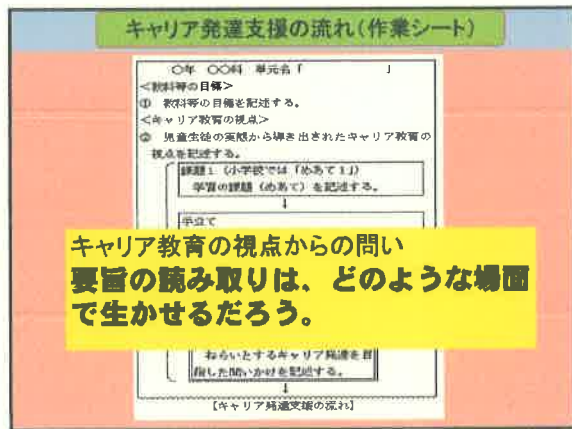 キャリア発達支援の流れ(作業シート)
○年 ○○科 単元名「 」
<教科等の目標>
① 教科等の目標を記述する。
<キャリア教育の視点>
② 児童生徒の実態から導き出されたキャリア教育の
視点を記述する。
課題1(小学校では「めあて1」)
学習の課題(めあて)を記述する。
↓
手立て
キャリア教育の視点からの問い
要旨の読み取りは、どのような場面
で生かせるだろう。
ねらいとするキャリア発達を目
指した問いかけを記述する。
↓
【キャリア発達支援の流れ】